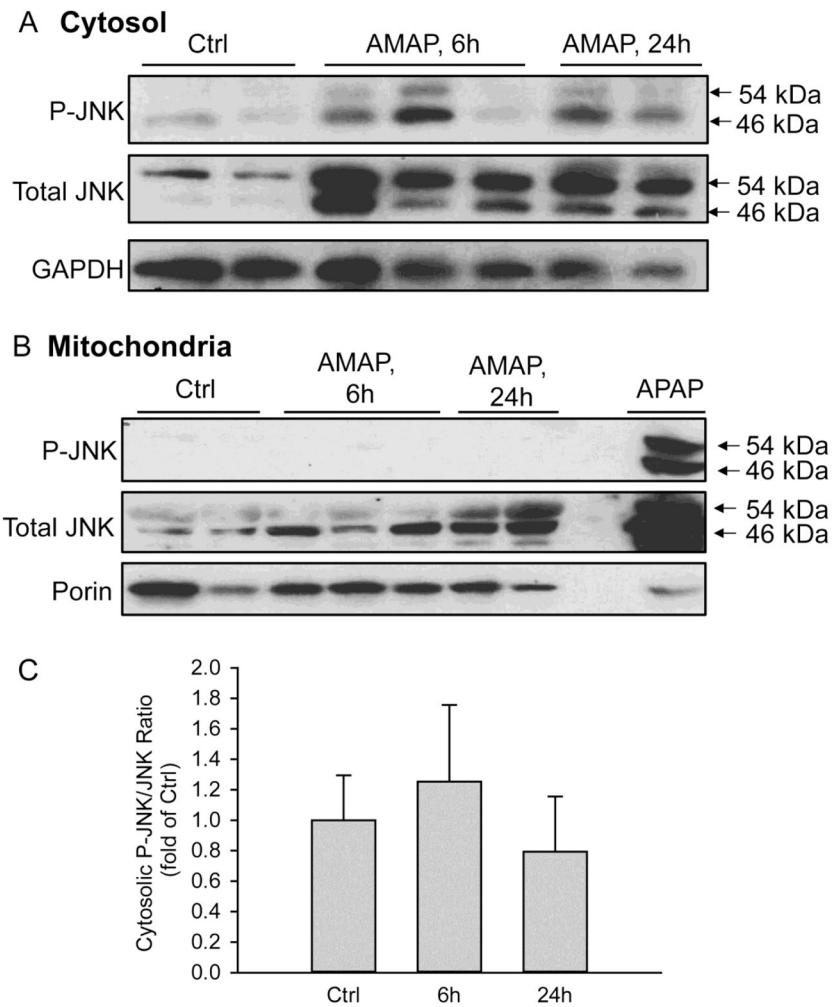 A Cytosol
Ctrl AMAP, 6h AMAP, 24h
P-JNK
54 kDa
46 kDa
Total JNK
54 kDa
46 kDa
GAPDH
B Mitochondria
Ctrl AMAP, 6h AMAP, 24h APAP
P-JNK
54 kDa
46 kDa
Total JNK
54 kDa
46 kDa
Porin
C
Cytosolic P-JNK/JNK Ratio
(fold of Ctrl)
2.0
1.8
1.6
1.4
1.2
1.0
0.8
0.6
0.4
0.2
0.0
Ctrl 6h 24h